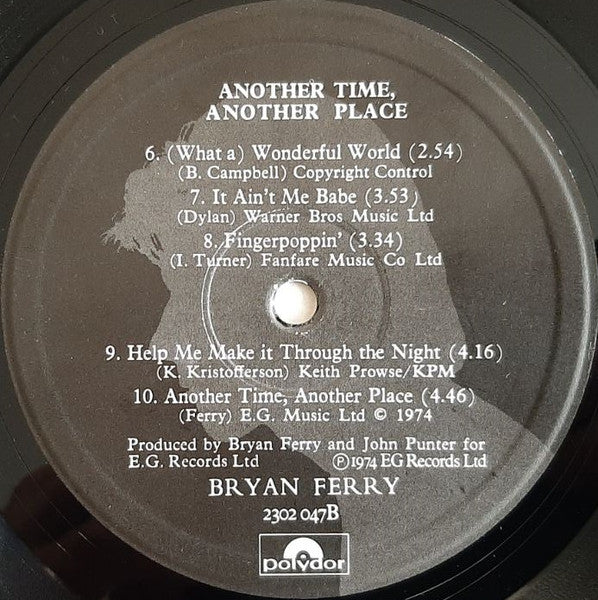 ANOTHER TIME,
ANOTHER PLACE
6. (What a) Wonderful World (2.54)
(B. Campbell) Copyright Control
7. It Ain't Me Babe (3.53)
(Dylan) Warner Bros Music Ltd
8. Fingerpoppin' (3.34)
(I. Turner) Fanfare Music Co Ltd
9. Help Me Make it Through the Night (4.16)
(K. Kristofferson) Keith Prowse/KPM
10. Another Time, Another Place (4.46)
(Ferry) E.G. Music Ltd © 1974
Produced by Bryan Ferry and John Punter for
E.G. Records Ltd ℗ 1974 EG Records Ltd
BRYAN FERRY
2302 047B
polydor